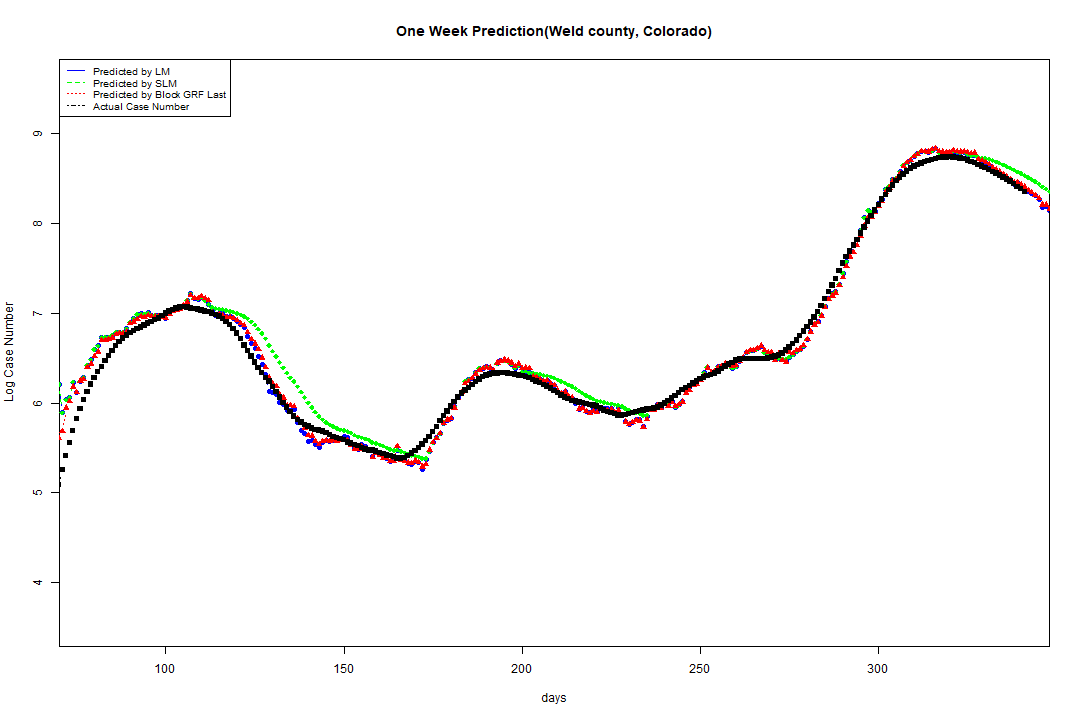 One Week Prediction(Weld county, Colorado)
Predicted by LM
Predicted by SLM
Predicted by Block GRF Last
Actual Case Number
Log Case Number
9
8
7
6
5
4
100 150 200 250 300
days